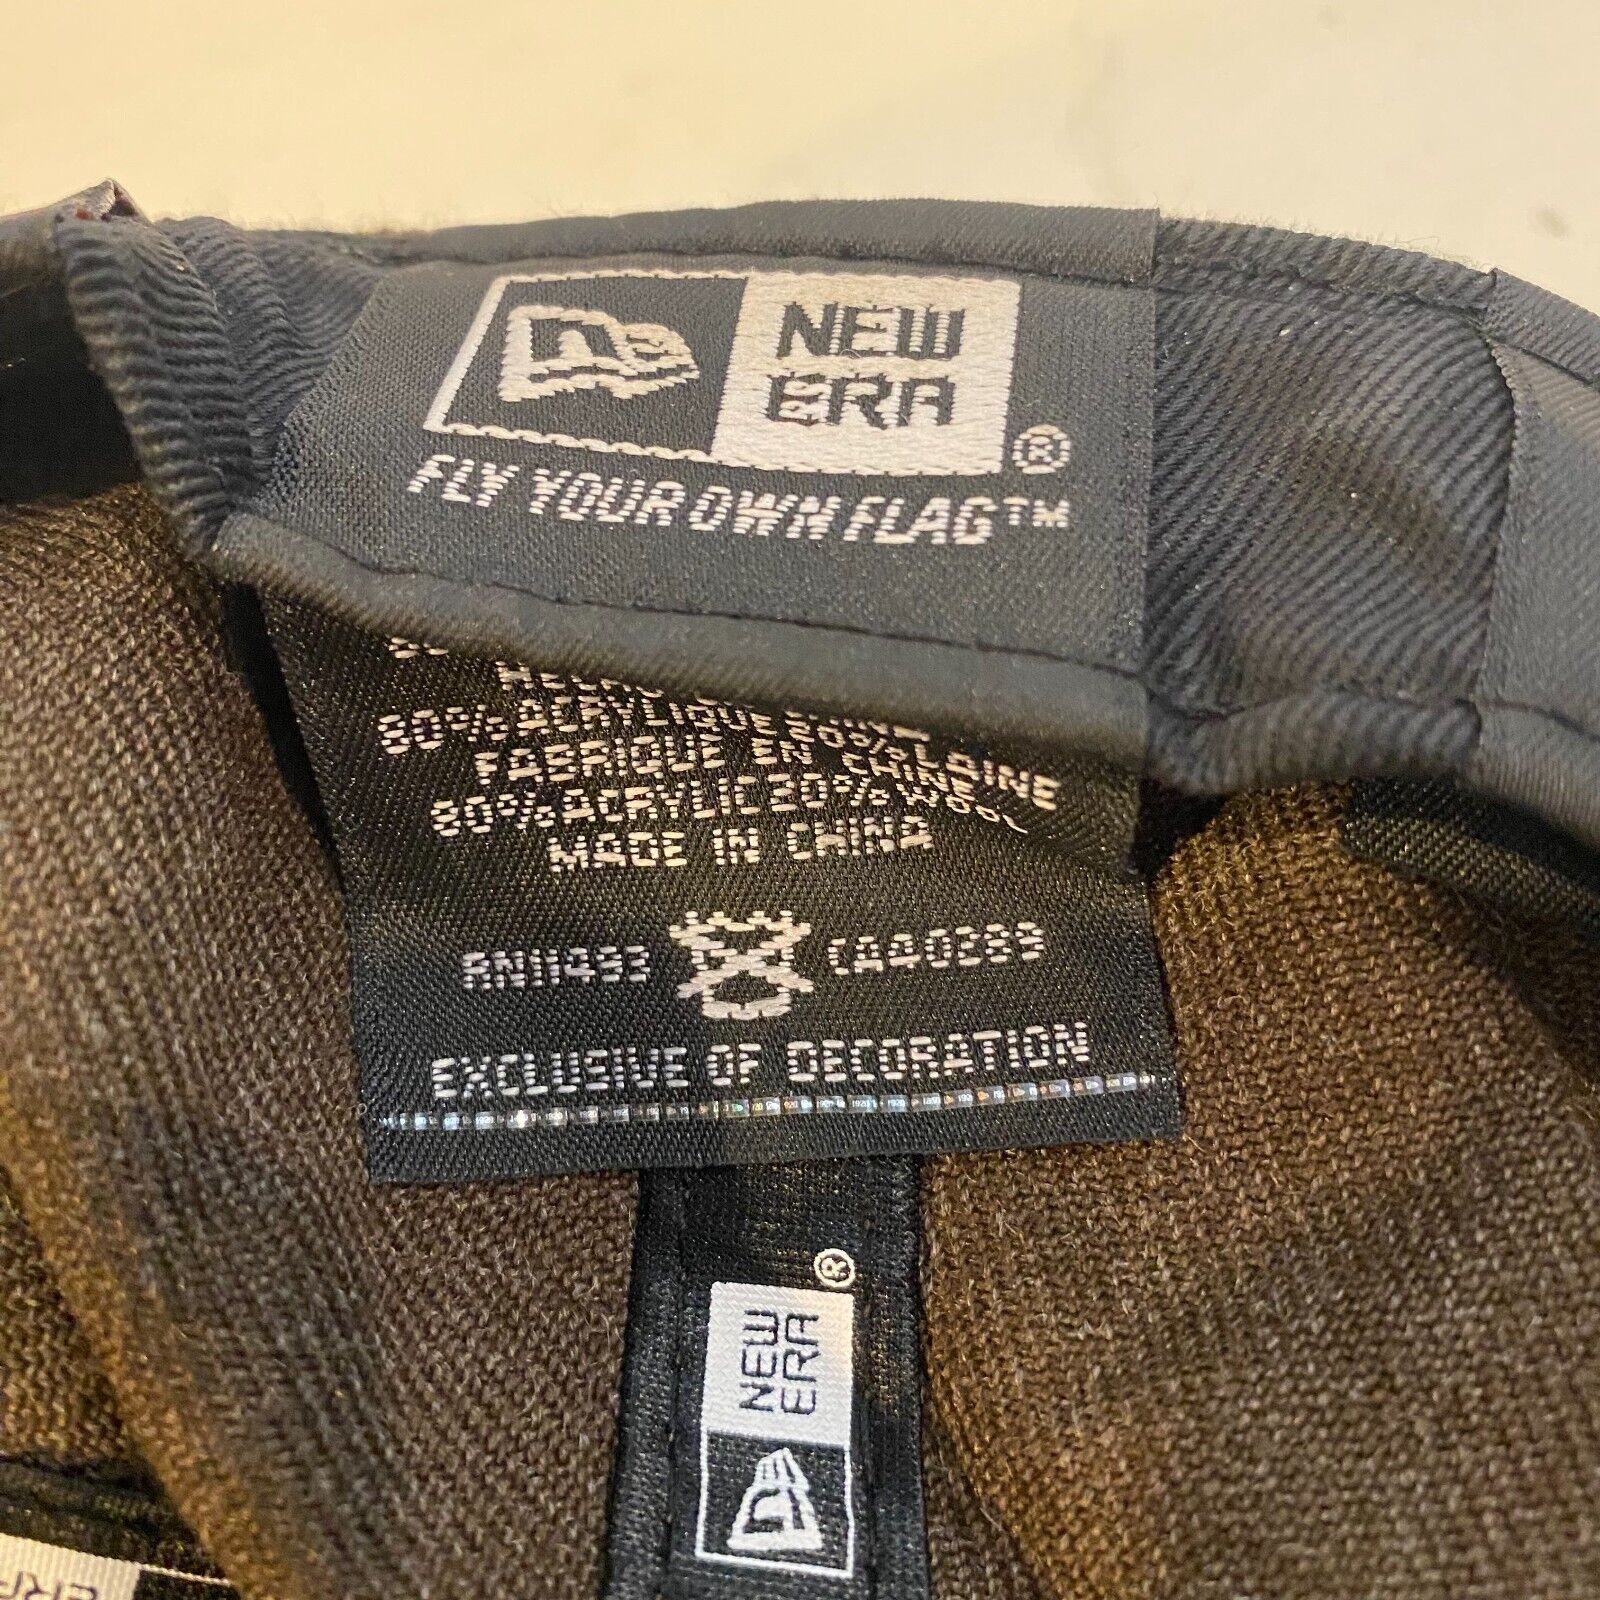 NEW
ERA
®
FLY YOUR OWN FLAG™
80% ACRYLIQUE 20% LAINE
FABRIQUE EN CHINE
80% ACRYLIC 20% WOOL
MADE IN CHINA
RN11493 CA40289
EXCLUSIVE OF DECORATION
NEW
ERA
®